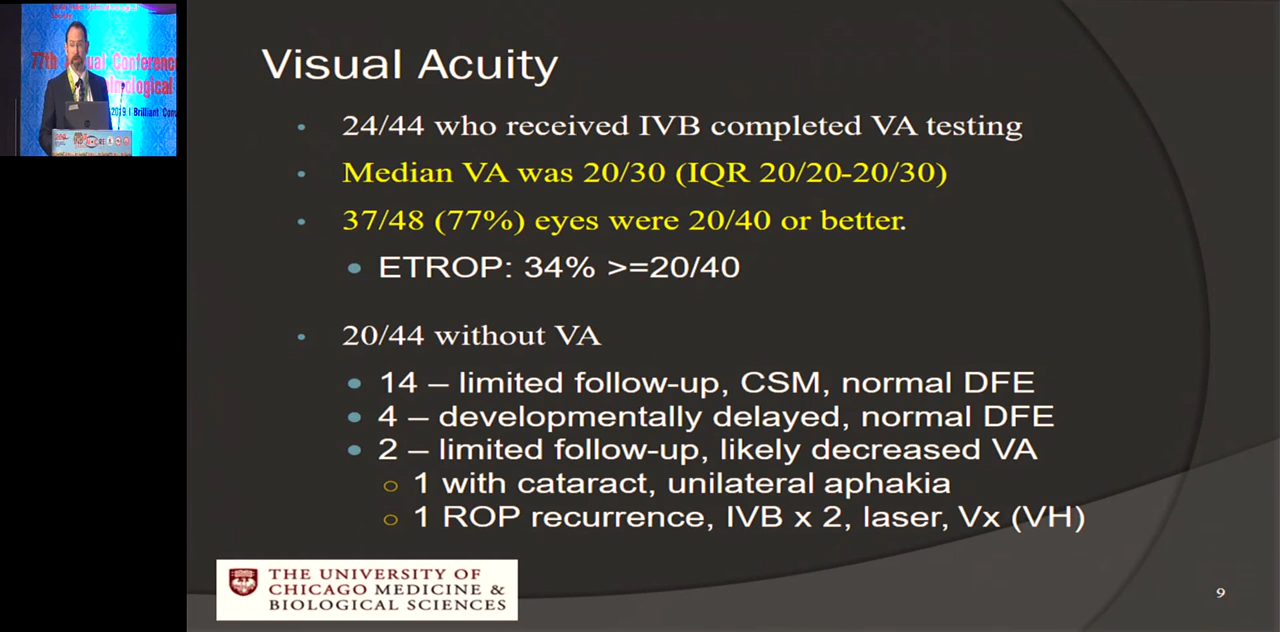 77th
ual Conference
2019 | Brilliant
Visual Acuity
24/44 who received IVB completed VA testing
Median VA was 20/30 (IQR 20/20-20/30)
37/48 (77%) eyes were 20/40 or better.
ETROP: 34% >=20/40
20/44 without VA
14 – limited follow-up, CSM, normal DFE
4 – developmentally delayed, normal DFE
2 – limited follow-up, likely decreased VA
1 with cataract, unilateral aphakia
1 ROP recurrence, IVB x 2, laser, Vx (VH)
THE UNIVERSITY OF
CHICAGO MEDICINE &
BIOLOGICAL SCIENCES
9